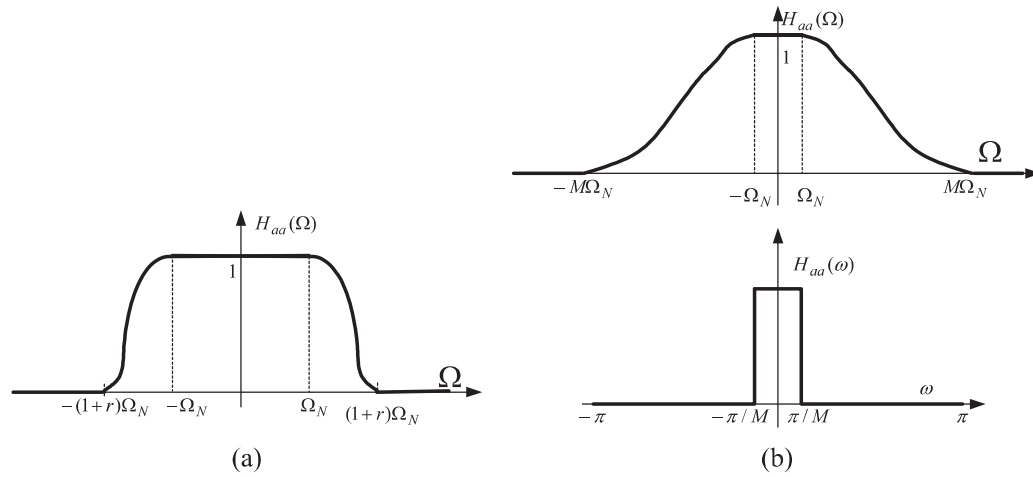 H_aa(Ω)
1
Ω
−(1+r)Ω_N −Ω_N Ω_N (1+r)Ω_N
(a)
H_aa(Ω)
1
Ω
−MΩ_N −Ω_N Ω_N MΩ_N
H_aa(ω)
ω
−π −π/M π/M π
(b)